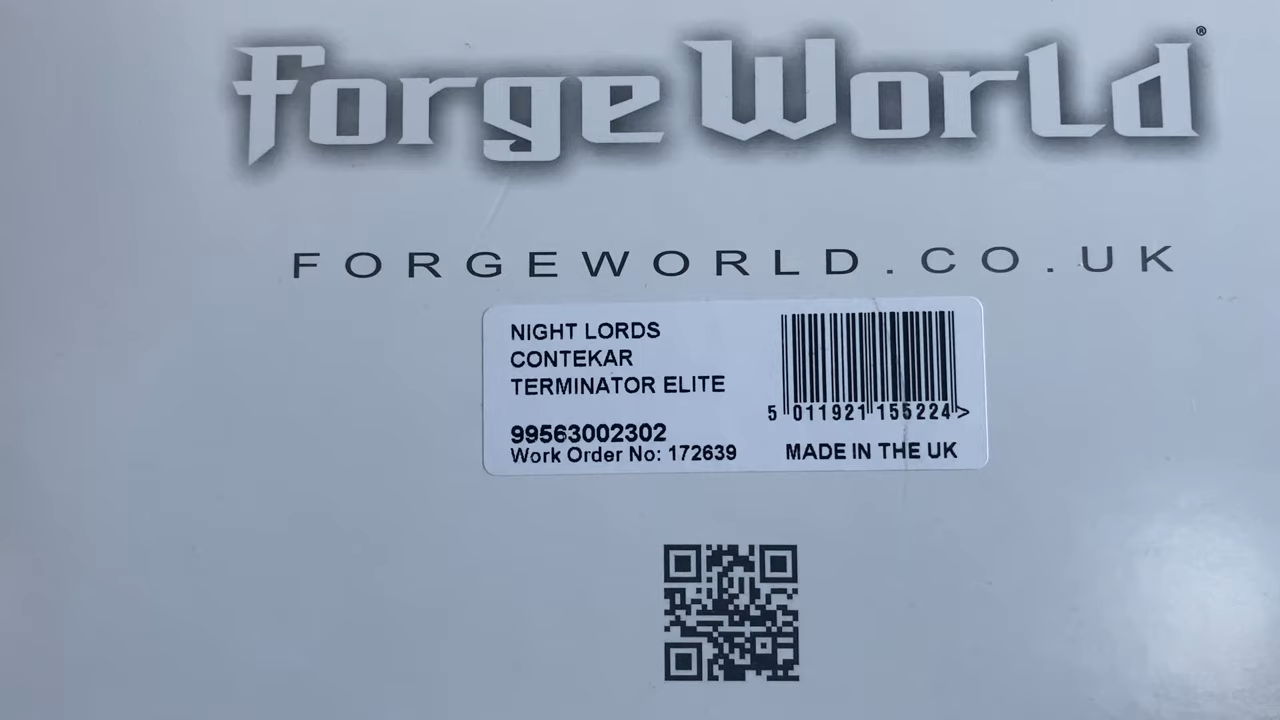 Forge World®
FORGEWORLD.CO.UK
NIGHT LORDS
CONTEKAR
TERMINATOR ELITE
99563002302
Work Order No: 172639
5 011921 155224 >
MADE IN THE UK